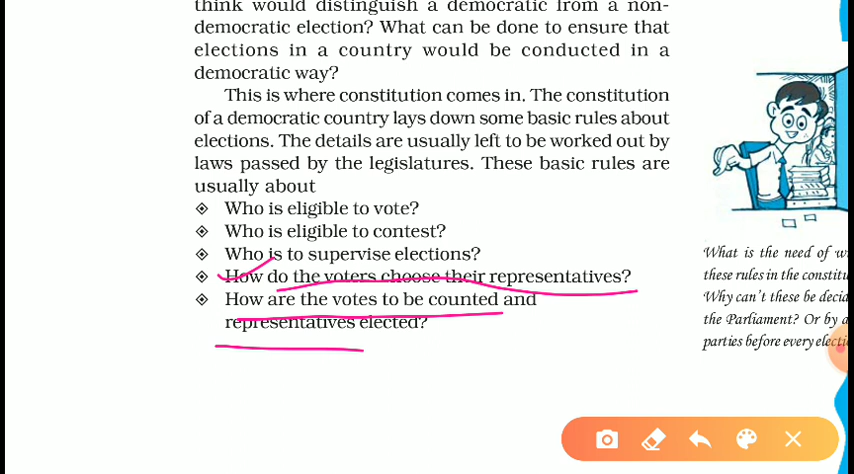 think would distinguish a democratic from a non-
democratic election? What can be done to ensure that
elections in a country would be conducted in a
democratic way?
This is where constitution comes in. The constitution
of a democratic country lays down some basic rules about
elections. The details are usually left to be worked out by
laws passed by the legislatures. These basic rules are
usually about
Who is eligible to vote?
Who is eligible to contest?
Who is to supervise elections?
How do the voters choose their representatives?
How are the votes to be counted and
representatives elected?
What is the need of
these rules in the
Why can't these be
the Parliament? Or by
parties before every